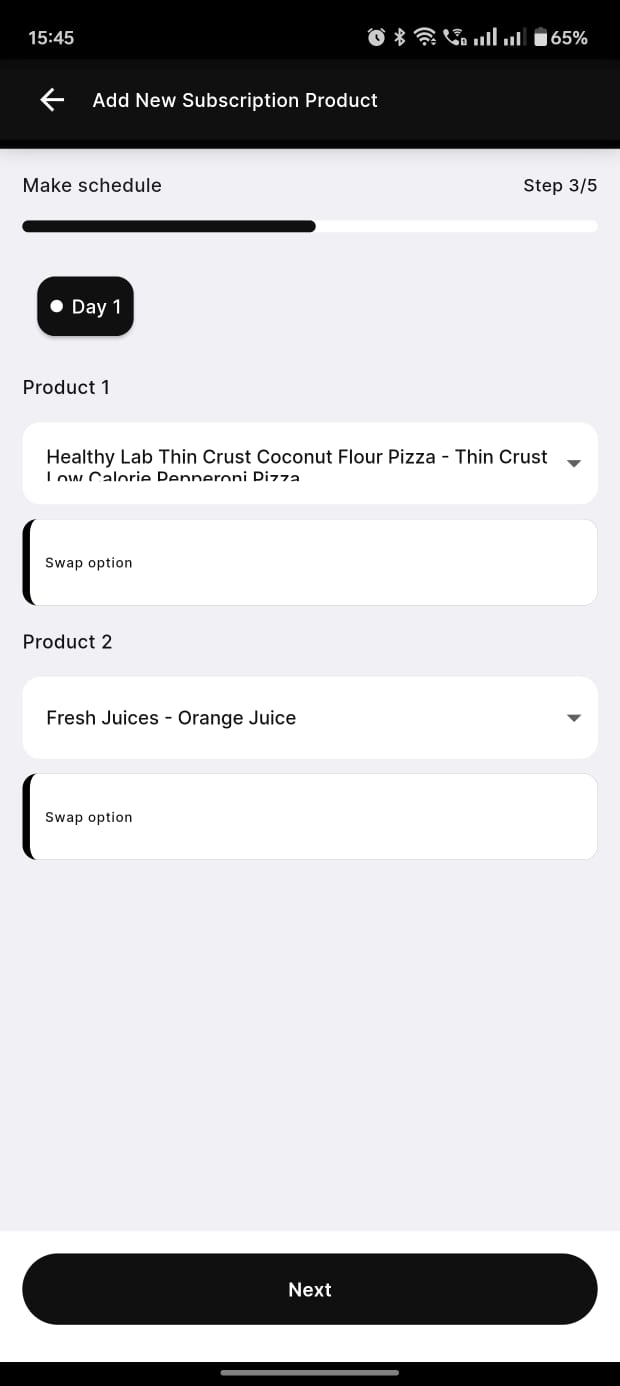 15:45
65%
Add New Subscription Product
Make schedule
Step 3/5
Day 1
Product 1
Healthy Lab Thin Crust Coconut Flour Pizza - Thin Crust
Low Calorie Pepperoni Pizza
Swap option
Product 2
Fresh Juices - Orange Juice
Swap option
Next